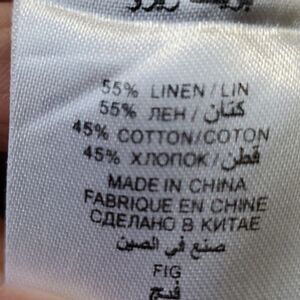 55% LINEN/LIN
55% ЛЕН / كتان
45% COTTON/COTON
45% ХЛОПОК/ قطن
MADE IN CHINA
FABRIQUE EN CHINE
СДЕЛАНО В КИТАЕ
صنع في الصين
FIG
فيج